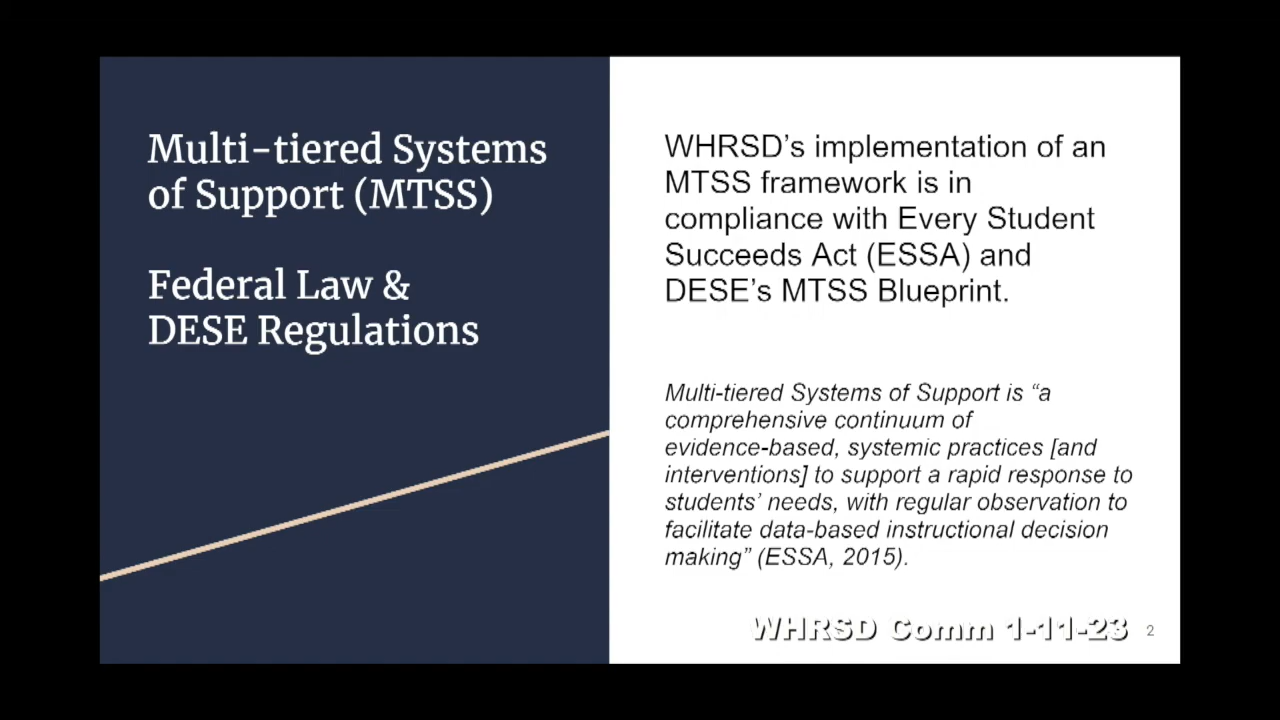 Multi-tiered Systems
of Support (MTSS)
Federal Law &
DESE Regulations
WHRSD’s implementation of an
MTSS framework is in
compliance with Every Student
Succeeds Act (ESSA) and
DESE’s MTSS Blueprint.
Multi-tiered Systems of Support is “a
comprehensive continuum of
evidence-based, systemic practices [and
interventions] to support a rapid response to
students’ needs, with regular observation to
facilitate data-based instructional decision
making” (ESSA, 2015).
WHRSD Comm 1-11-23
2